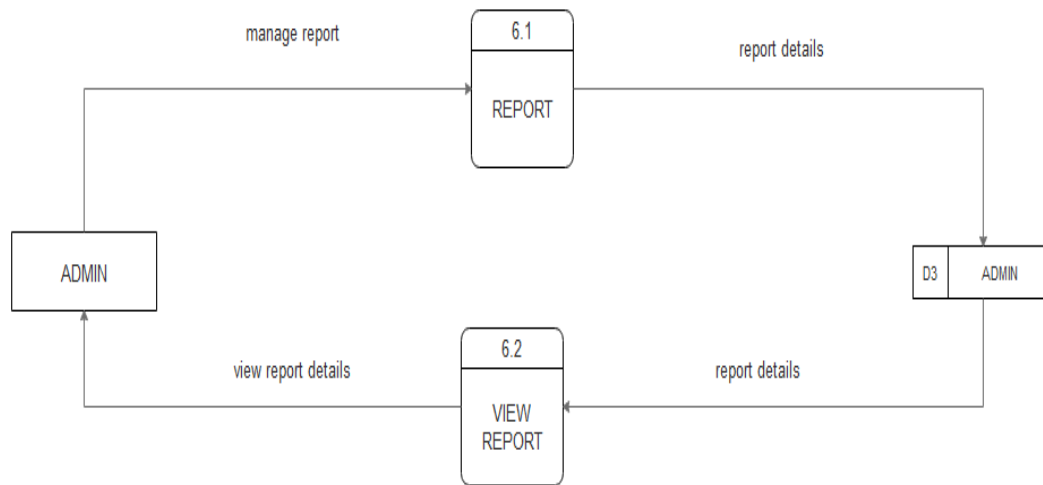 manage report
6.1
REPORT
report details
ADMIN
D3 ADMIN
view report details
6.2
VIEW
REPORT
report details